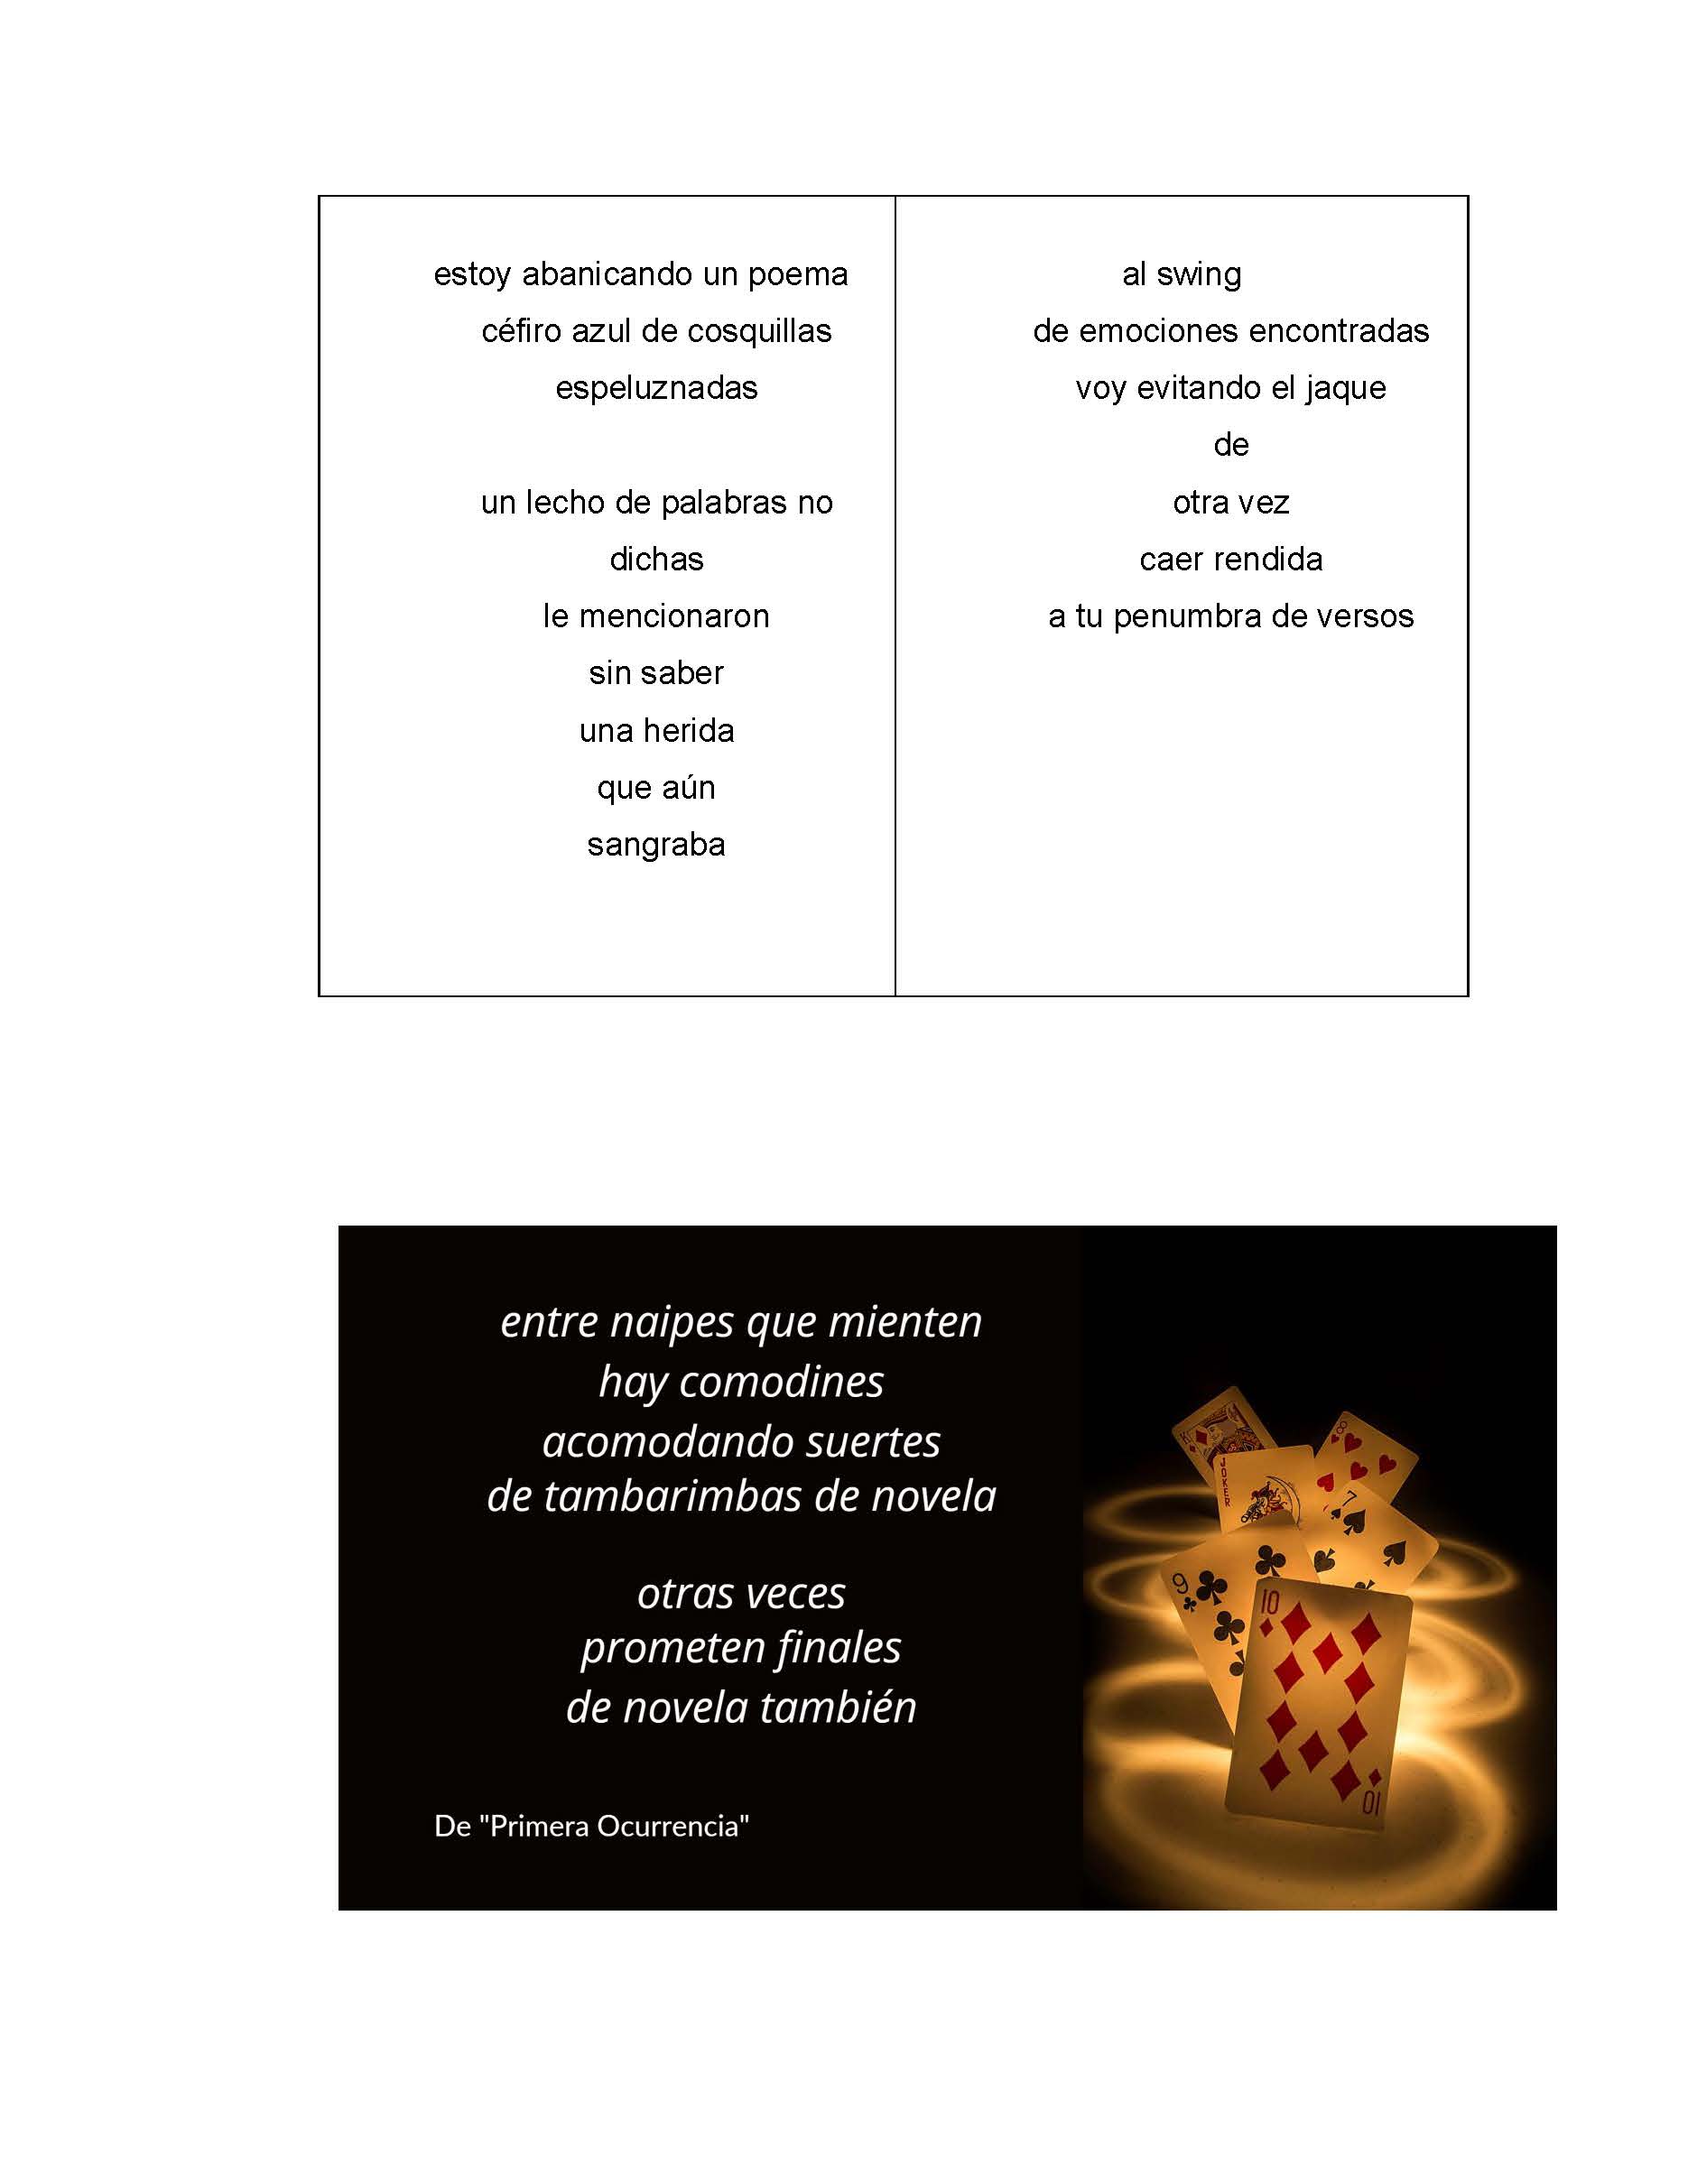 estoy abanicando un poema
céfiro azul de cosquillas
espeluznadas
un lecho de palabras no
dichas
le mencionaron
sin saber
una herida
que aún
sangraba
al swing
de emociones encontradas
voy evitando el jaque
de
otra vez
caer rendida
a tu penumbra de versos
entre naipes que mienten
hay comodines
acomodando suertes
de tambarimbas de novela
otras veces
prometen finales
de novela también
De "Primera Ocurrencia"
K
JOKER
8
7
9
10
10